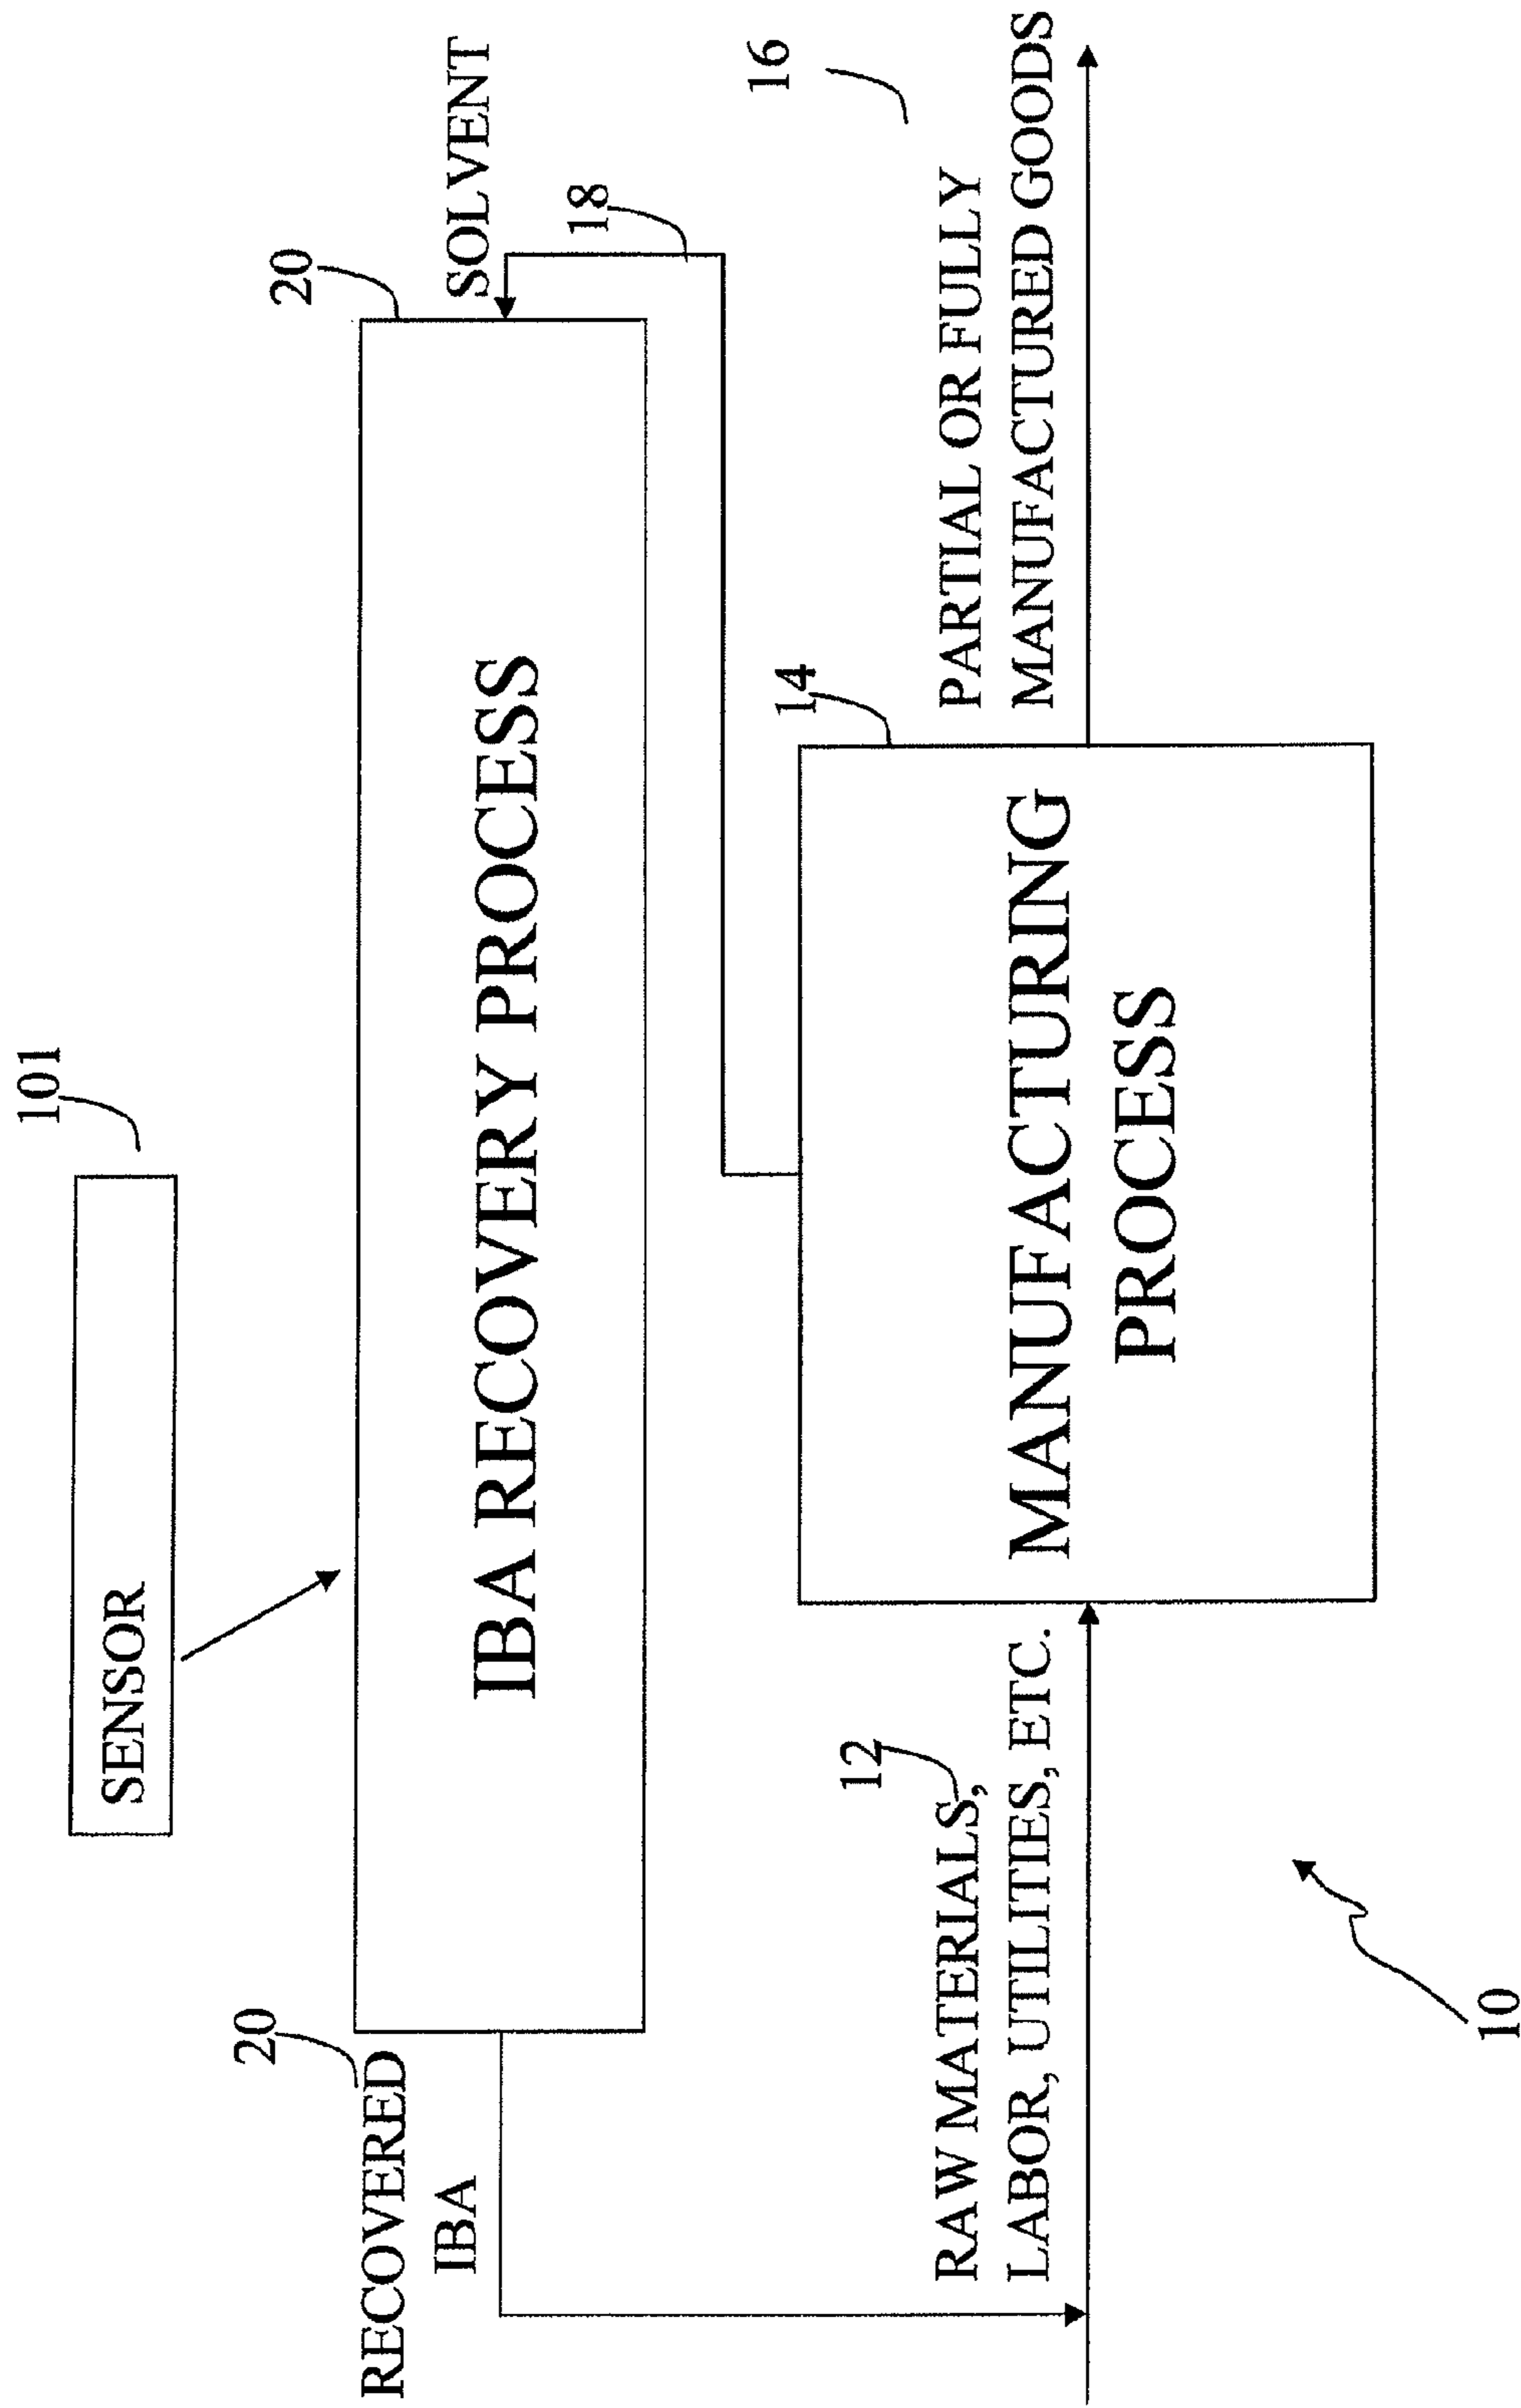 101
SENSOR
20
20
RECOVERED
IBA
IBA RECOVERY PROCESS
SOLVENT
18
16
12
RAW MATERIALS,
LABOR, UTILITIES, ETC.
14
MANUFACTURING
PROCESS
PARTIAL OR FULLY
MANUFACTURED GOODS
10